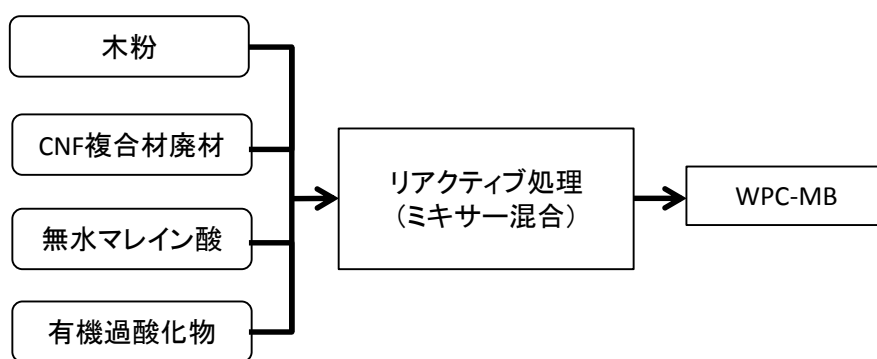 木粉
CNF複合材廃材
無水マレイン酸
有機過酸化物
リアクティブ処理
（ミキサー混合）
WPC-MB